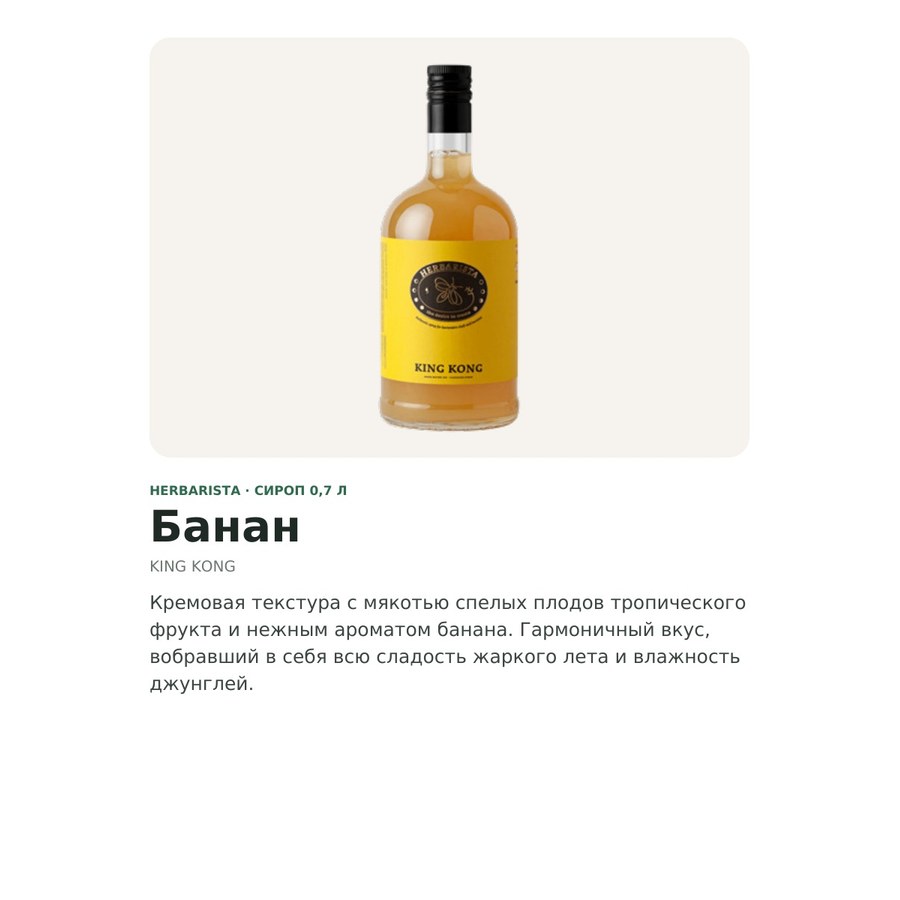 HERBARISTA
KING KONG
HERBARISTA · СИРОП 0,7 Л
Банан
KING KONG
Кремовая текстура с мякотью спелых плодов тропического
фрукта и нежным ароматом банана. Гармоничный вкус,
вобравший в себя всю сладость жаркого лета и влажность
джунглей.